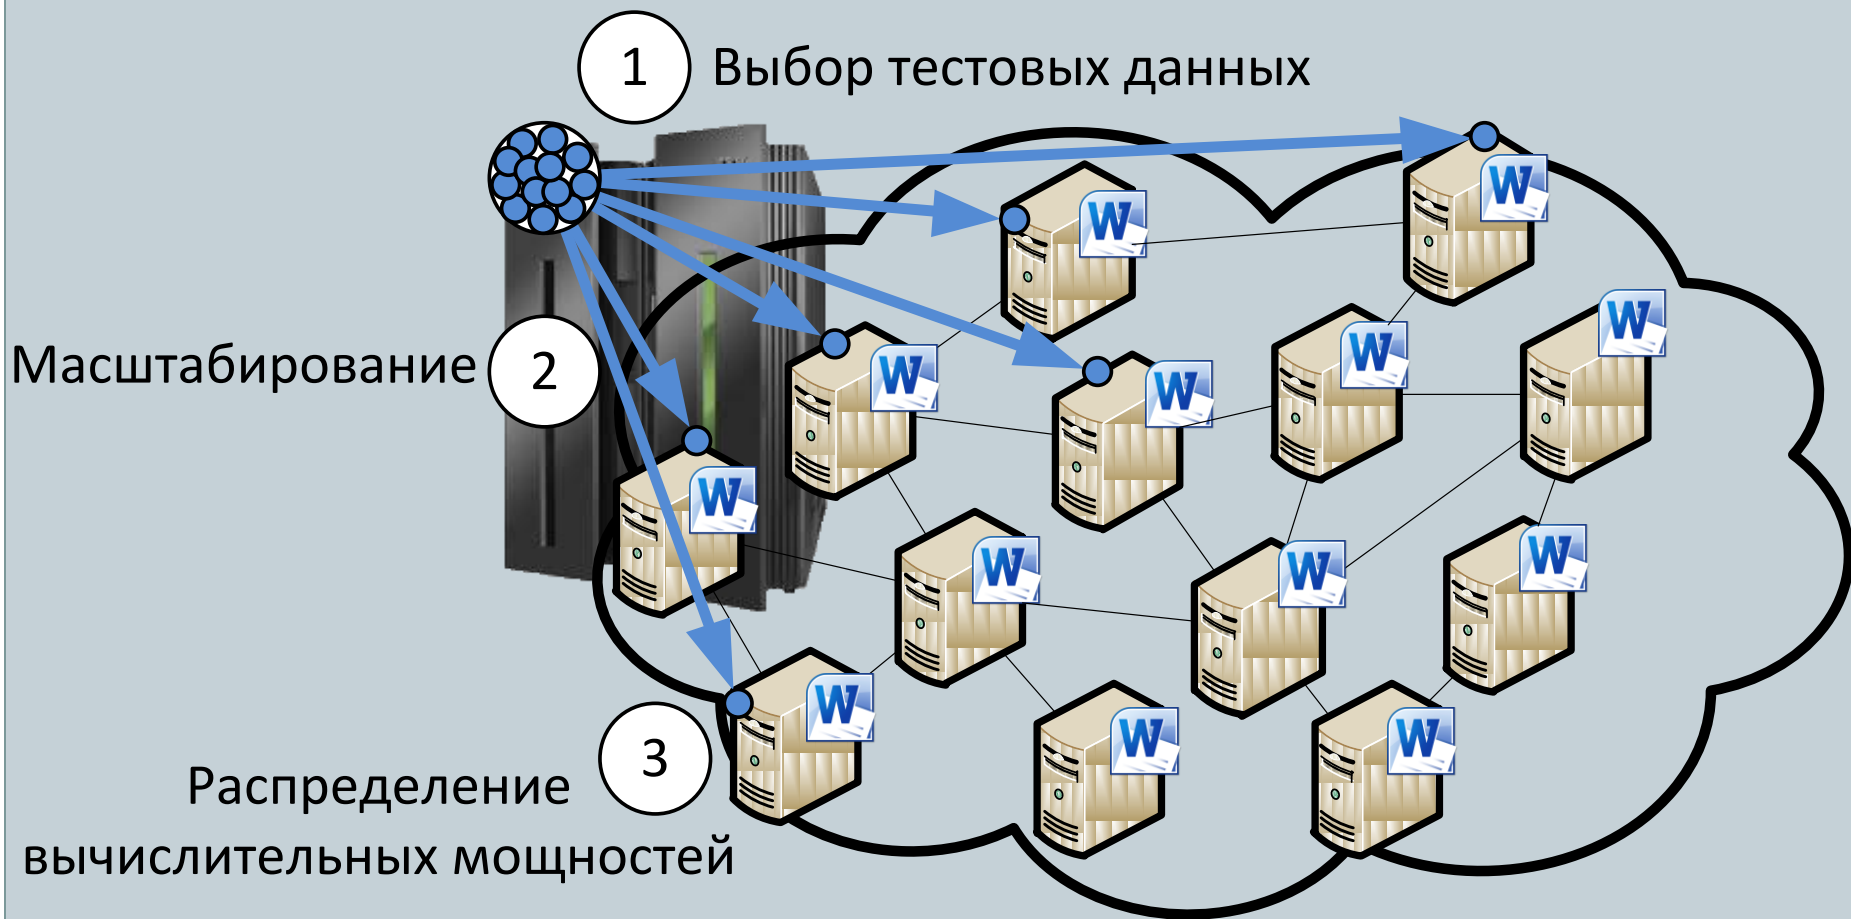 1 Выбор тестовых данных
Масштабирование 2
3
Распределение
вычислительных мощностей
W
W
W
W
W
W
W
W
W
W
W
W
W